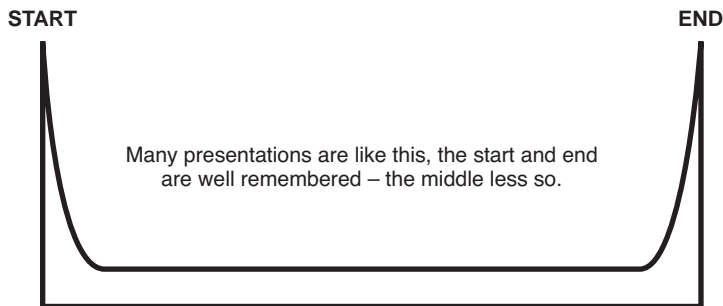 START
END
Many presentations are like this, the start and end
are well remembered – the middle less so.